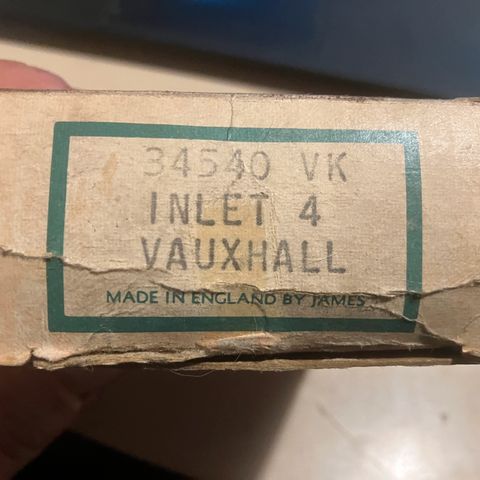 34540 VK
INLET 4
VAUXHALL
MADE IN ENGLAND BY JAMES